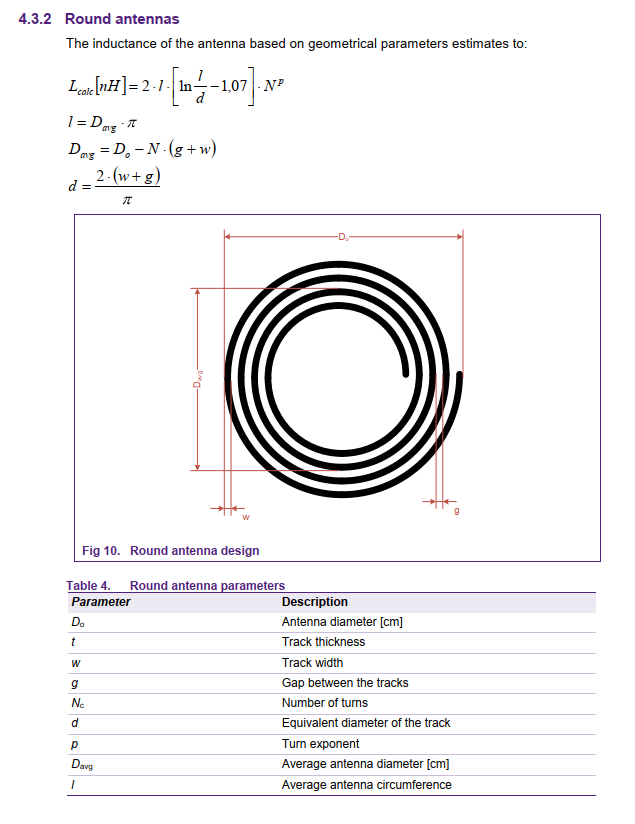 4.3.2 Round antennas
The inductance of the antenna based on geometrical parameters estimates to:
L_calc[nH] = 2 · l · [ln l/d − 1,07] · N^p
l = D_avg · π
D_avg = D_o − N · (g + w)
d = 2 · (w + g) / π
D_o
D_avg
w
g
Fig 10. Round antenna design
Table 4. Round antenna parameters
Parameter Description
D_o Antenna diameter [cm]
t Track thickness
w Track width
g Gap between the tracks
N_c Number of turns
d Equivalent diameter of the track
p Turn exponent
D_avg Average antenna diameter [cm]
l Average antenna circumference